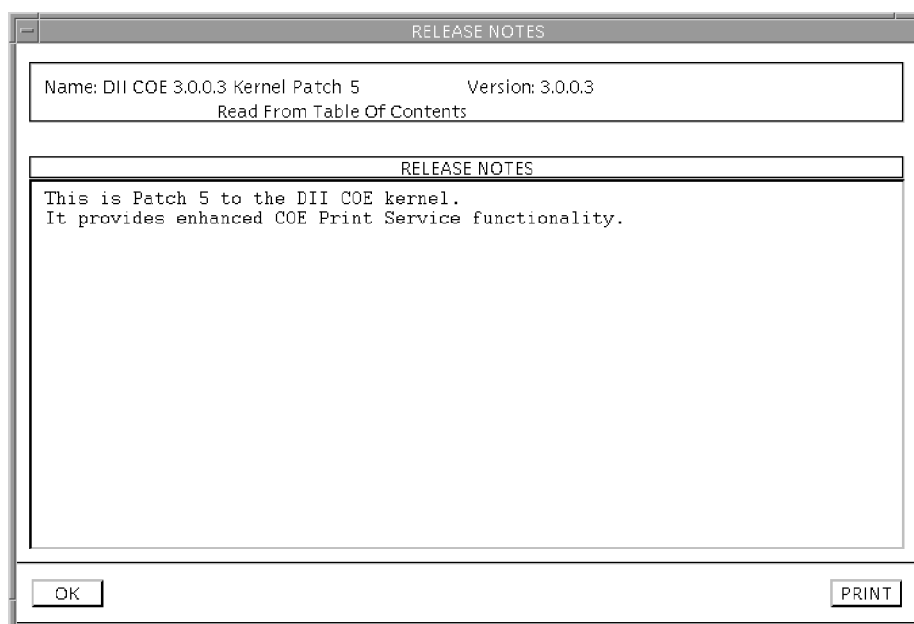 RELEASE NOTES
Name: DII COE 3.0.0.3 Kernel Patch 5 Version: 3.0.0.3
Read From Table Of Contents
RELEASE NOTES
This is Patch 5 to the DII COE kernel.
It provides enhanced COE Print Service functionality.
OK PRINT